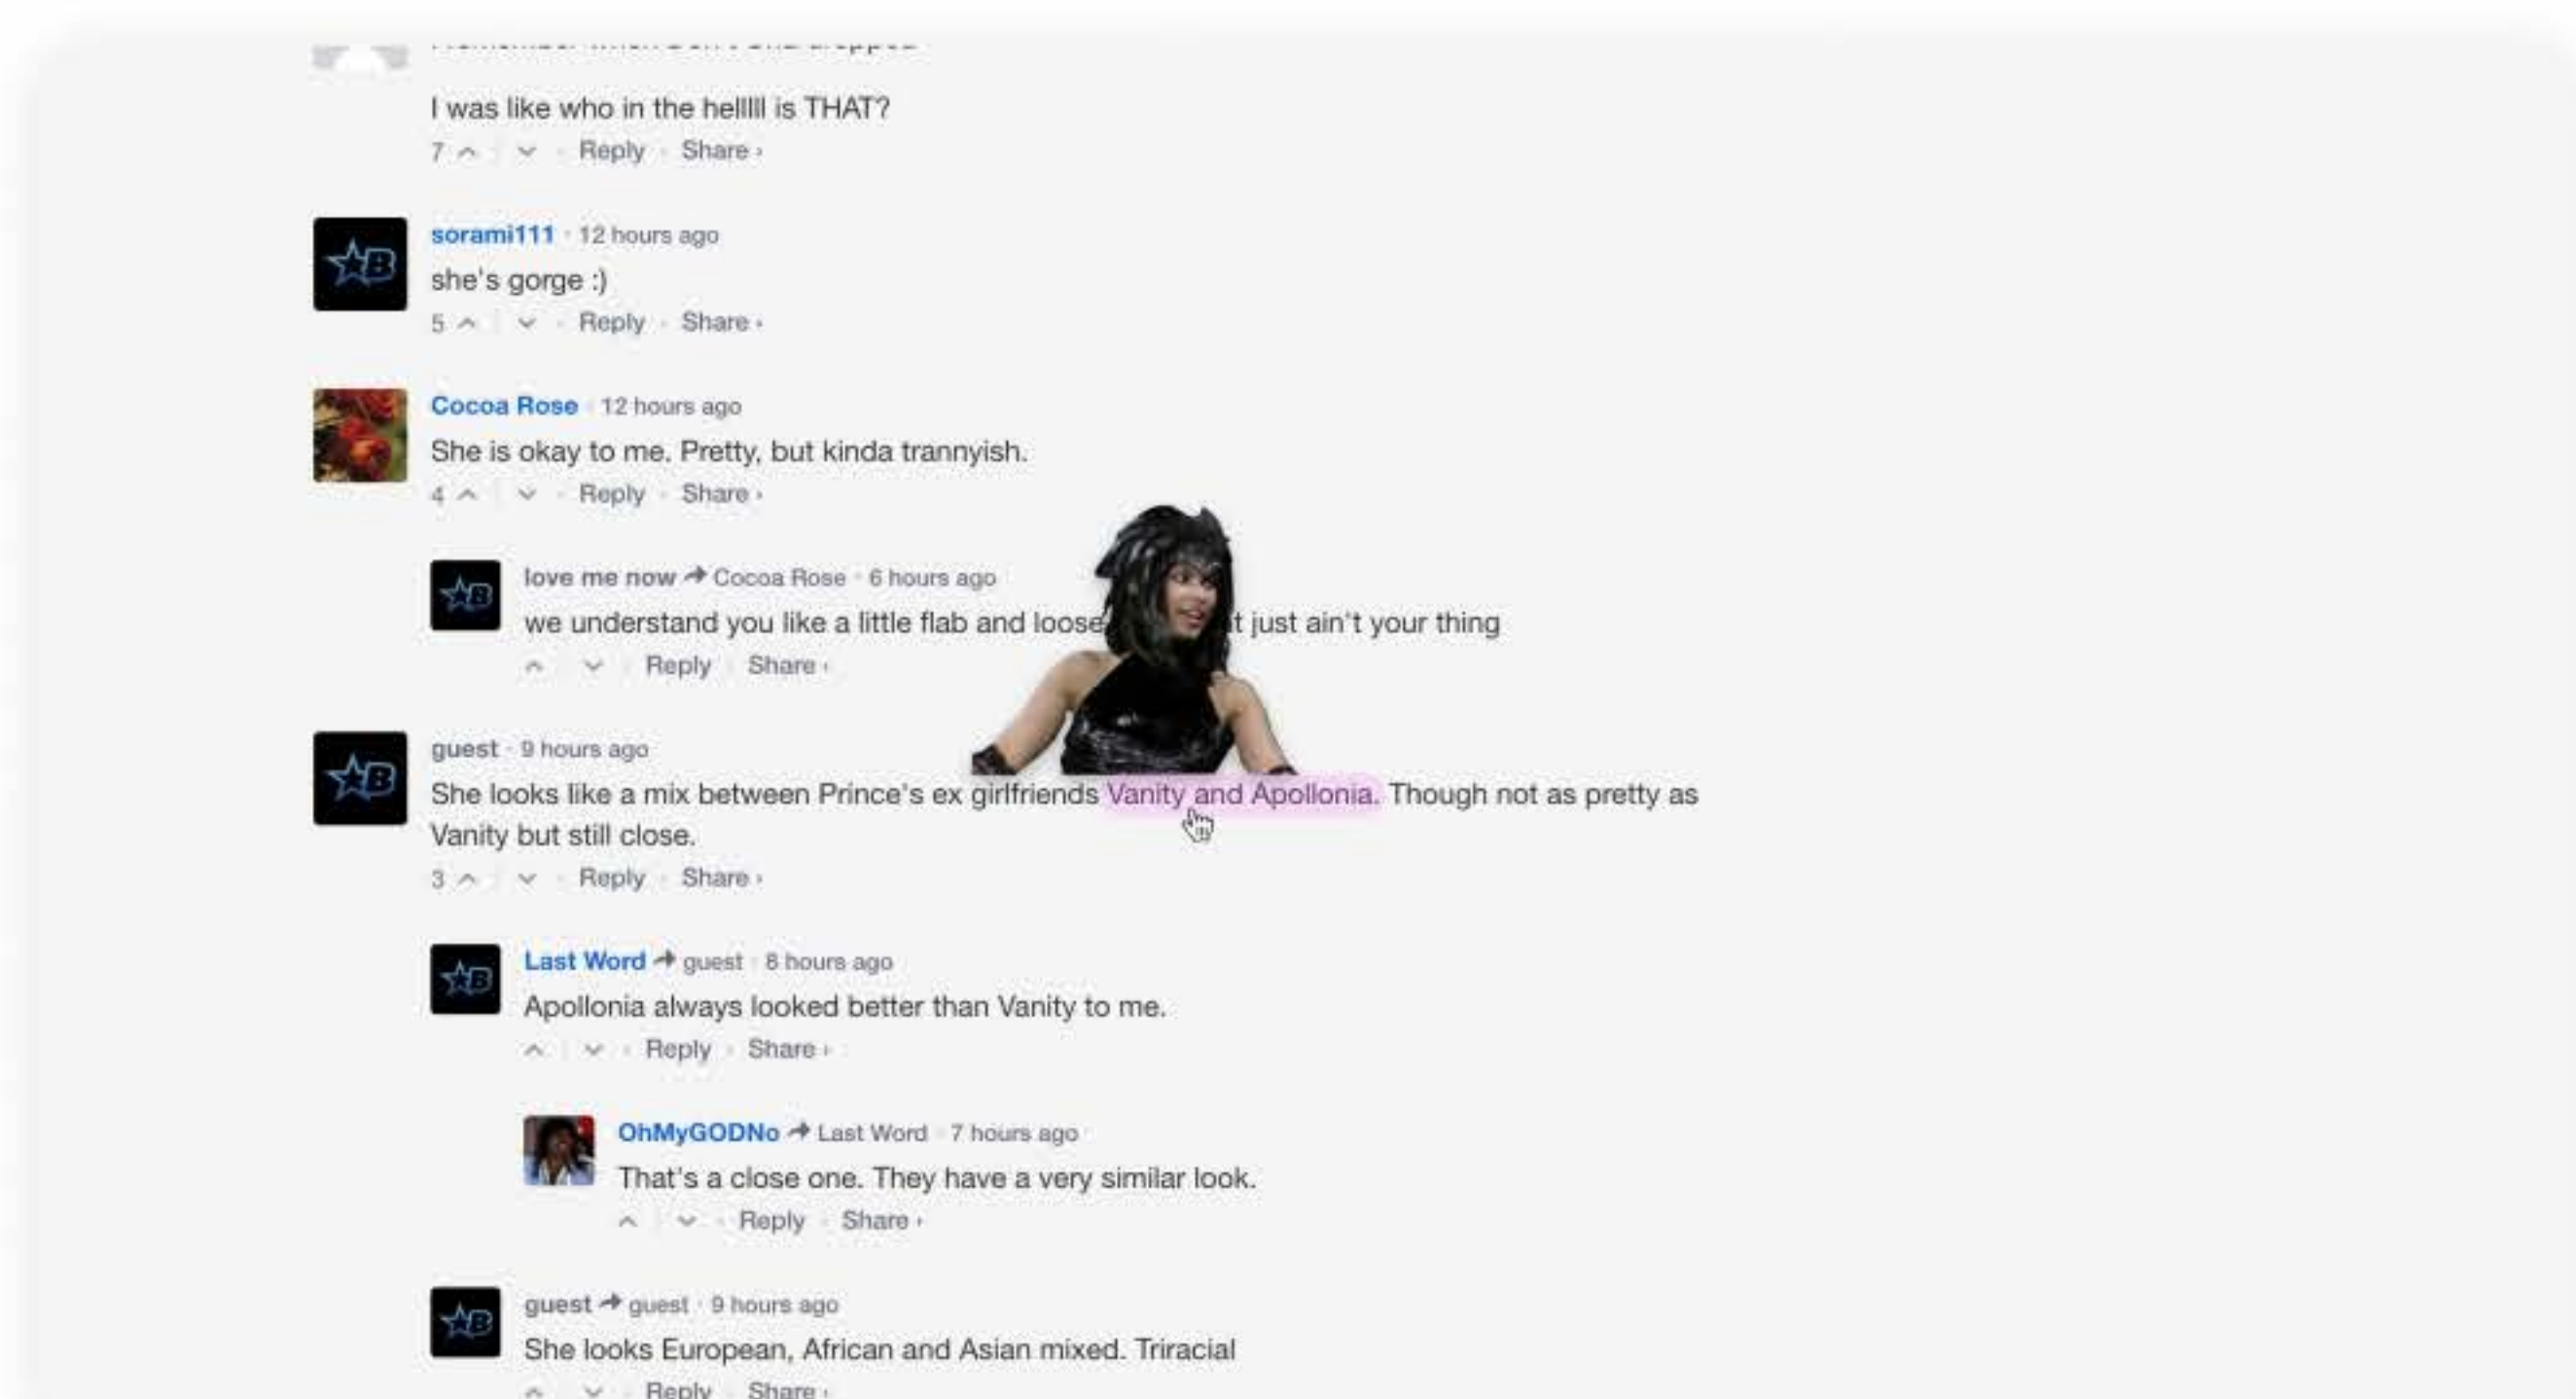 I was like who in the helllll is THAT?
7 Reply Share ›
sorami111 · 12 hours ago
she's gorge :)
5 Reply Share ›
Cocoa Rose · 12 hours ago
She is okay to me. Pretty, but kinda trannyish.
4 Reply Share ›
love me now Cocoa Rose · 6 hours ago
we understand you like a little flab and loose t just ain't your thing
Reply Share ›
guest · 9 hours ago
She looks like a mix between Prince's ex girlfriends Vanity and Apollonia. Though not as pretty as
Vanity but still close.
3 Reply Share ›
Last Word guest · 8 hours ago
Apollonia always looked better than Vanity to me.
Reply Share ›
OhMyGODNo Last Word · 7 hours ago
That's a close one. They have a very similar look.
Reply Share ›
guest guest · 9 hours ago
She looks European, African and Asian mixed. Triracial
Reply Share ›